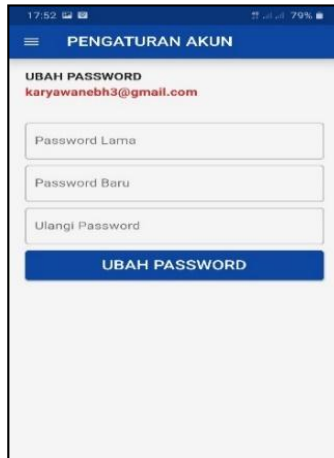 17:52 79%
PENGATURAN AKUN
UBAH PASSWORD
karyawanebh3@gmail.com
Password Lama
Password Baru
Ulangi Password
UBAH PASSWORD